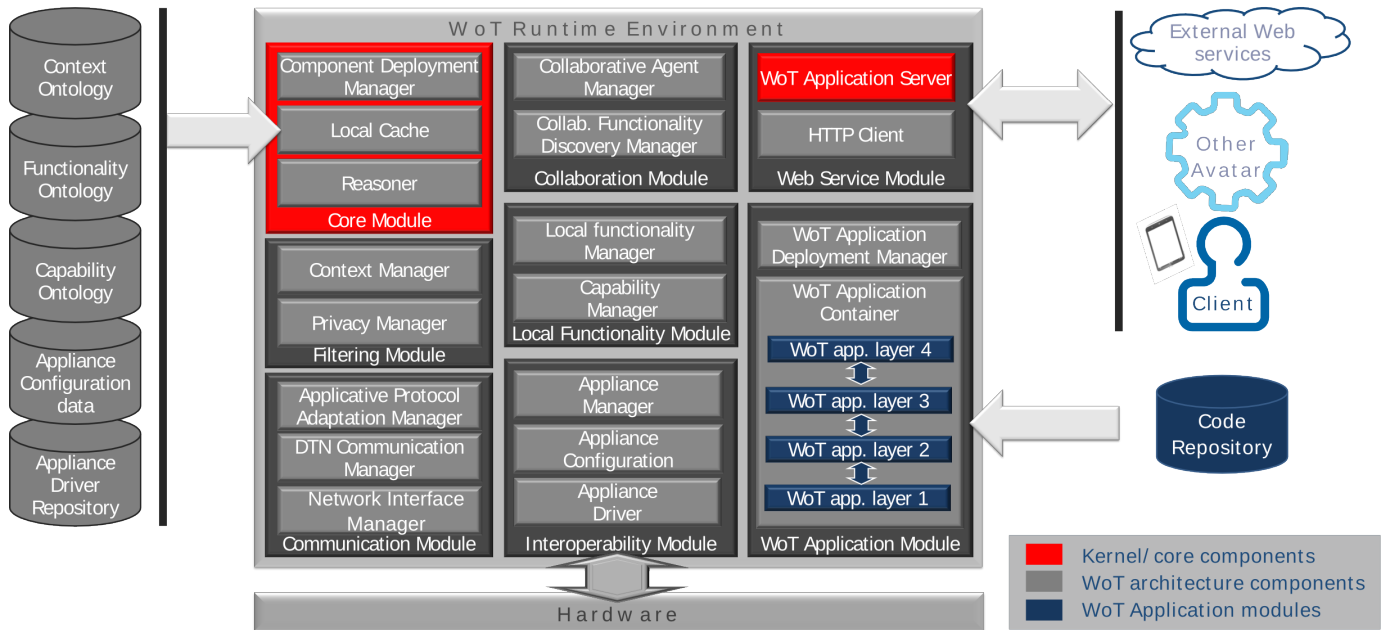 Context
Ontology
Functionality
Ontology
Capability
Ontology
Appliance
Configuration
data
Appliance
Driver
Repository
WoT Runtime Environment
Component Deployment
Manager
Local Cache
Reasoner
Core Module
Context Manager
Privacy Manager
Filtering Module
Applicative Protocol
Adaptation Manager
DTN Communication
Manager
Network Interface
Manager
Communication Module
Collaborative Agent
Manager
Collab. Functionality
Discovery Manager
Collaboration Module
Local functionality
Manager
Capability
Manager
Local Functionality Module
Appliance
Manager
Appliance
Configuration
Appliance
Driver
Interoperability Module
WoT Application Server
HTTP Client
Web Service Module
WoT Application
Deployment Manager
WoT Application
Container
WoT app. layer 4
WoT app. layer 3
WoT app. layer 2
WoT app. layer 1
WoT Application Module
Hardware
External Web
services
Other
Avatar
Client
Code
Repository
Kernel/ core components
WoT architecture components
WoT Application modules